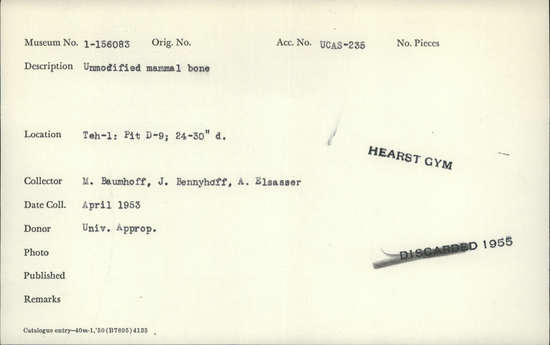 Museum No. 1-156083 Orig. No. Acc. No. UCAS-235 No. Pieces
Description Unmodified mammal bone
Location Teh-1: Pit D-9; 24-30" d.
HEARST GYM
Collector M. Baumhoff, J. Bennyhoff, A. Elsasser
Date Coll. April 1953
Donor Univ. Approp.
Photo
DISCARDED 1955
Published
Remarks
Catalogue entry—40m-1,'50(B7895)4135